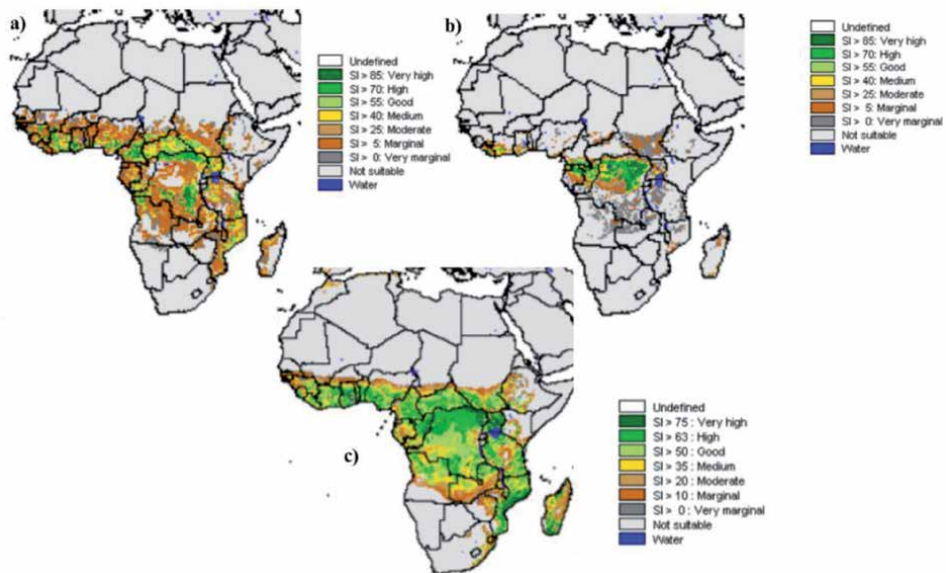 a)
Undefined
SI > 85: Very high
SI > 70: High
SI > 55: Good
SI > 40: Medium
SI > 25: Moderate
SI > 5: Marginal
SI > 0: Very marginal
Not suitable
Water
b)
Undefined
SI > 85: Very high
SI > 70: High
SI > 55: Good
SI > 40: Medium
SI > 25: Moderate
SI > 5: Marginal
SI > 0: Very marginal
Not suitable
Water
c)
Undefined
SI > 75 : Very high
SI > 63 : High
SI > 50 : Good
SI > 35 : Medium
SI > 20 : Moderate
SI > 10 : Marginal
SI > 0 : Very marginal
Not suitable
Water